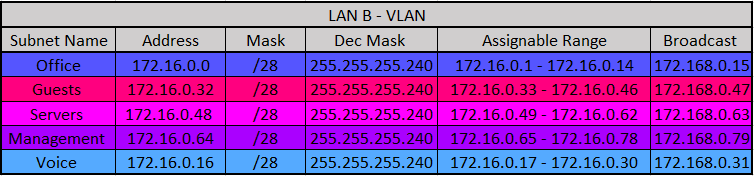 LAN B - VLAN
Subnet Name Address Mask Dec Mask Assignable Range Broadcast
Office 172.16.0.0 /28 255.255.255.240 172.16.0.1 - 172.16.0.14 172.168.0.15
Guests 172.16.0.32 /28 255.255.255.240 172.16.0.33 - 172.16.0.46 172.168.0.47
Servers 172.16.0.48 /28 255.255.255.240 172.16.0.49 - 172.16.0.62 172.168.0.63
Management 172.16.0.64 /28 255.255.255.240 172.16.0.65 - 172.16.0.78 172.168.0.79
Voice 172.16.0.16 /28 255.255.255.240 172.16.0.17 - 172.16.0.30 172.168.0.31